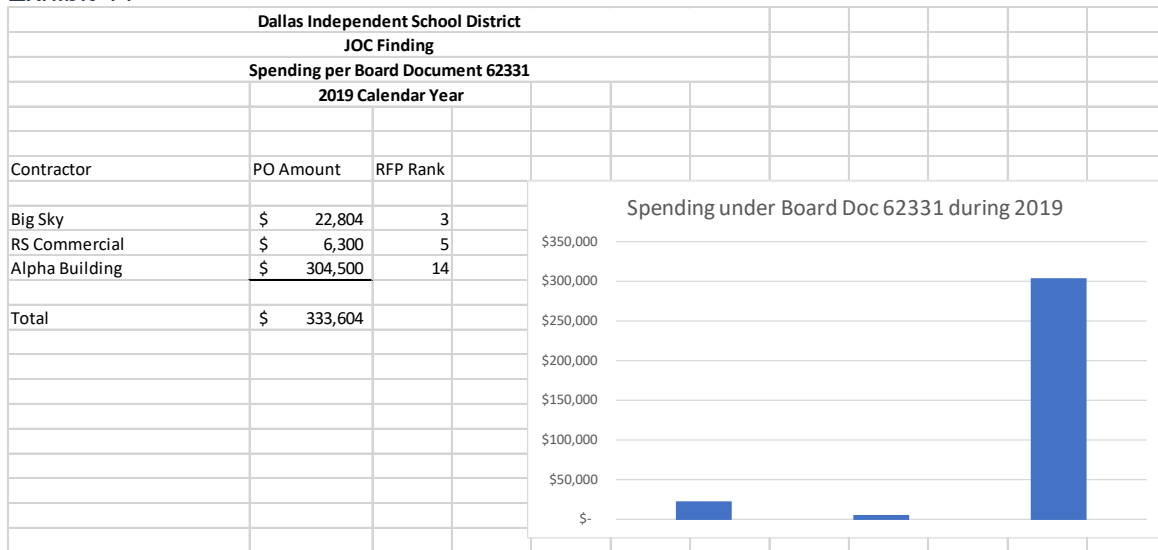 Dallas Independent School District
JOC Finding
Spending per Board Document 62331
2019 Calendar Year
Contractor PO Amount RFP Rank
Big Sky $ 22,804 3
RS Commercial $ 6,300 5
Alpha Building $ 304,500 14
Total $ 333,604
Spending under Board Doc 62331 during 2019
$350,000
$300,000
$250,000
$200,000
$150,000
$100,000
$50,000
$-